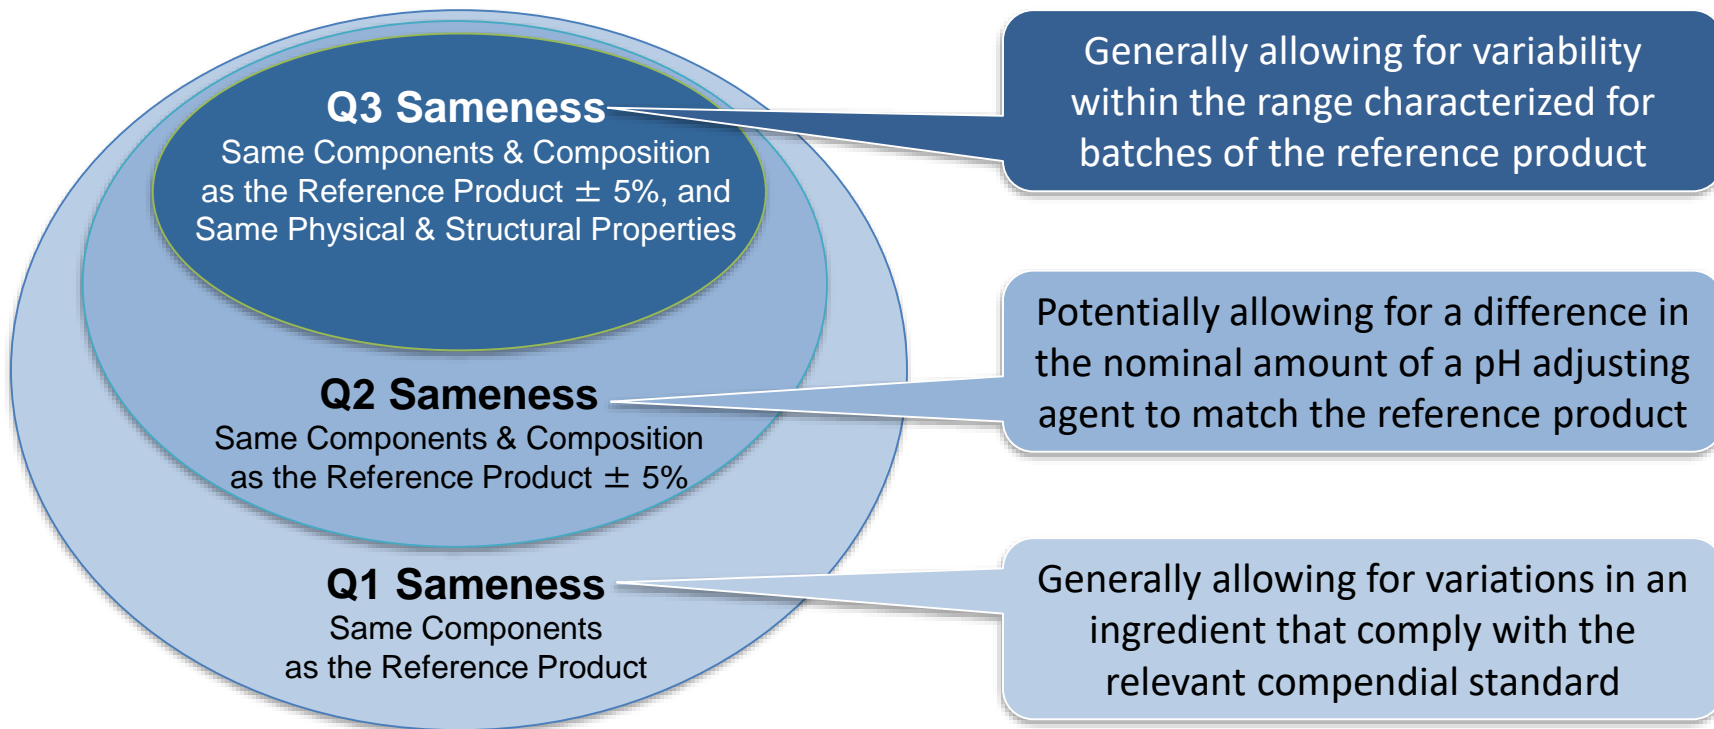 Q3 Sameness
Same Components & Composition
as the Reference Product ± 5%, and
Same Physical & Structural Properties
Generally allowing for variability
within the range characterized for
batches of the reference product
Q2 Sameness
Same Components & Composition
as the Reference Product ± 5%
Potentially allowing for a difference in
the nominal amount of a pH adjusting
agent to match the reference product
Q1 Sameness
Same Components
as the Reference Product
Generally allowing for variations in an
ingredient that comply with the
relevant compendial standard